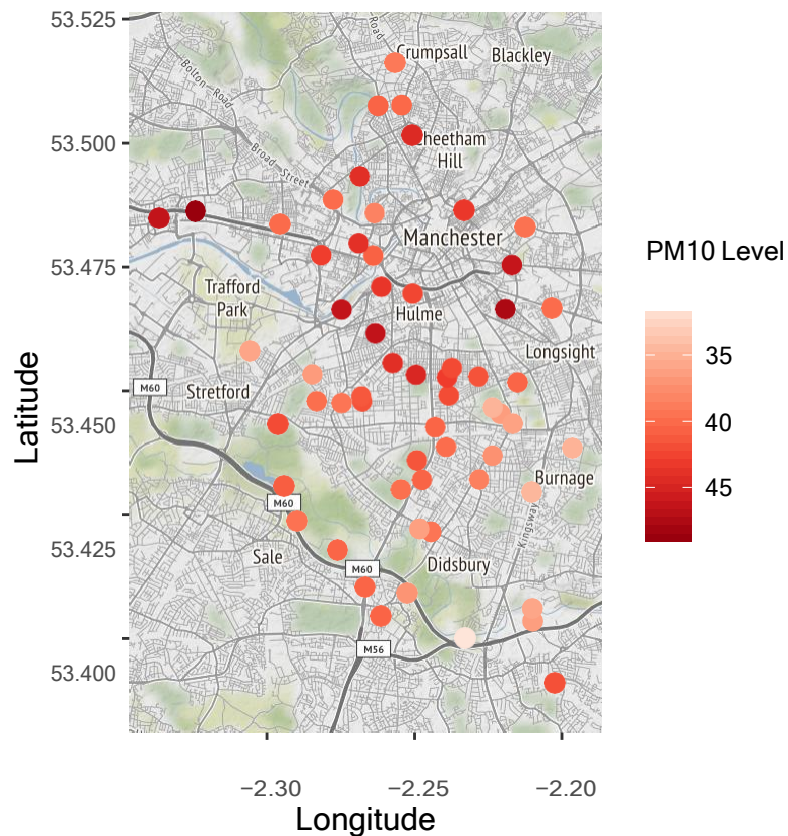 53.525
53.500
53.475
53.450
53.425
53.400
Latitude
Road
Crumpsall
Blackley
Bolton-Road
Broad-Street
Cheetham
Hill
Manchester
Trafford
Park
Hulme
Longsight
M60
Stretford
Burnage
M60
Kingsway
Sale
M60
Didsbury
M56
−2.30
−2.25
−2.20
Longitude
PM10 Level
35
40
45